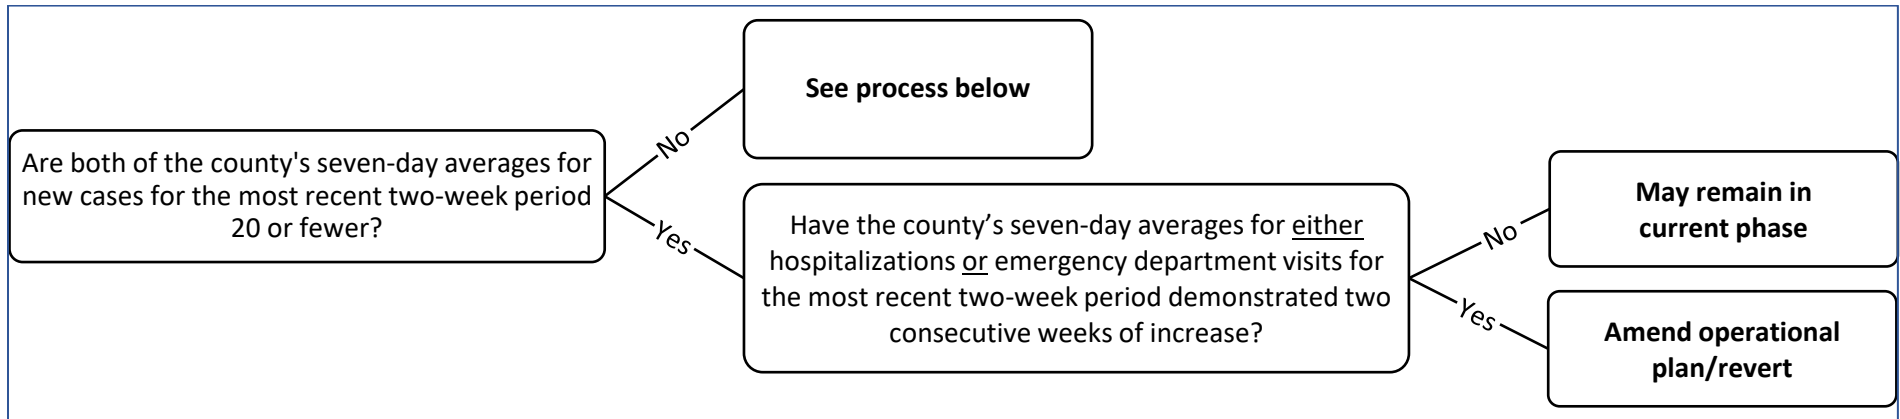 Are both of the county's seven-day averages for
new cases for the most recent two-week period
20 or fewer?
No
See process below
Yes
Have the county’s seven-day averages for either
hospitalizations or emergency department visits for
the most recent two-week period demonstrated two
consecutive weeks of increase?
No
May remain in
current phase
Yes
Amend operational
plan/revert